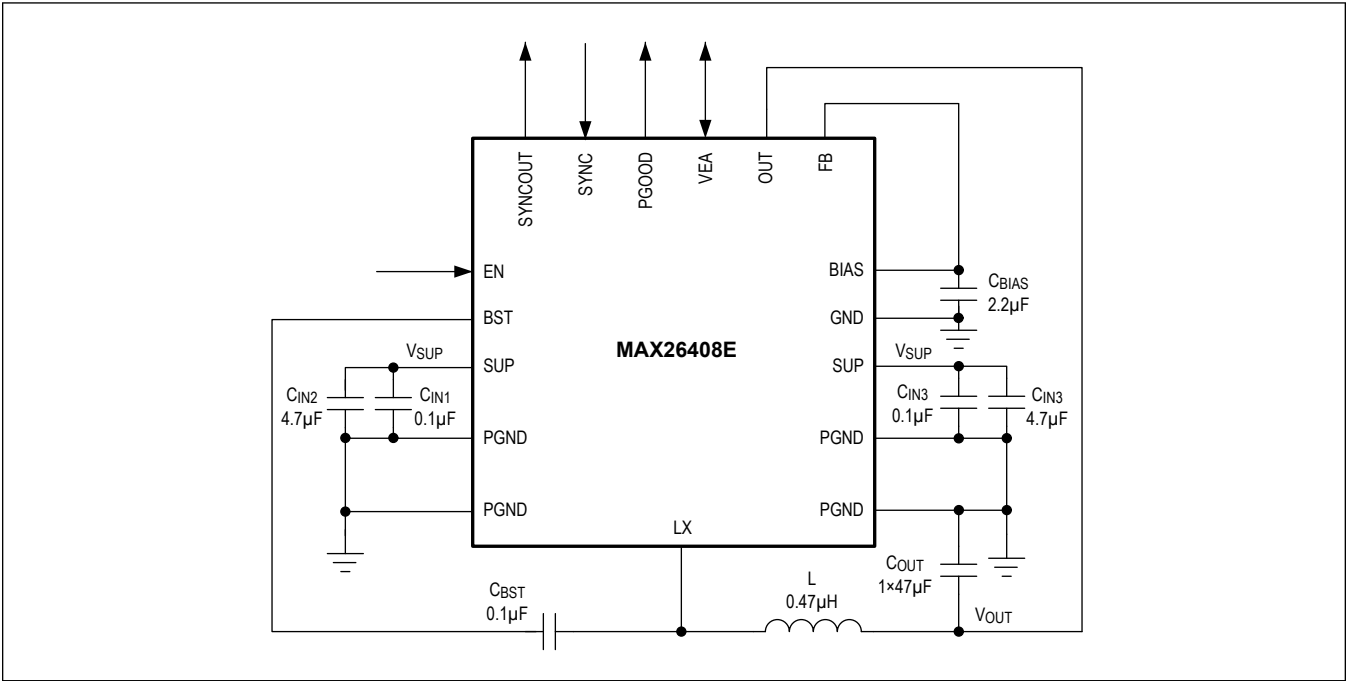 SYNCOUT
SYNC
PGOOD
VEA
OUT
FB
EN
BST
SUP
PGND
PGND
MAX26408E
BIAS
GND
SUP
PGND
PGND
LX
VSUP
CIN2
4.7µF
CIN1
0.1µF
CBIAS
2.2µF
VSUP
CIN3
0.1µF
CIN3
4.7µF
CBST
0.1µF
L
0.47µH
COUT
1×47µF
VOUT